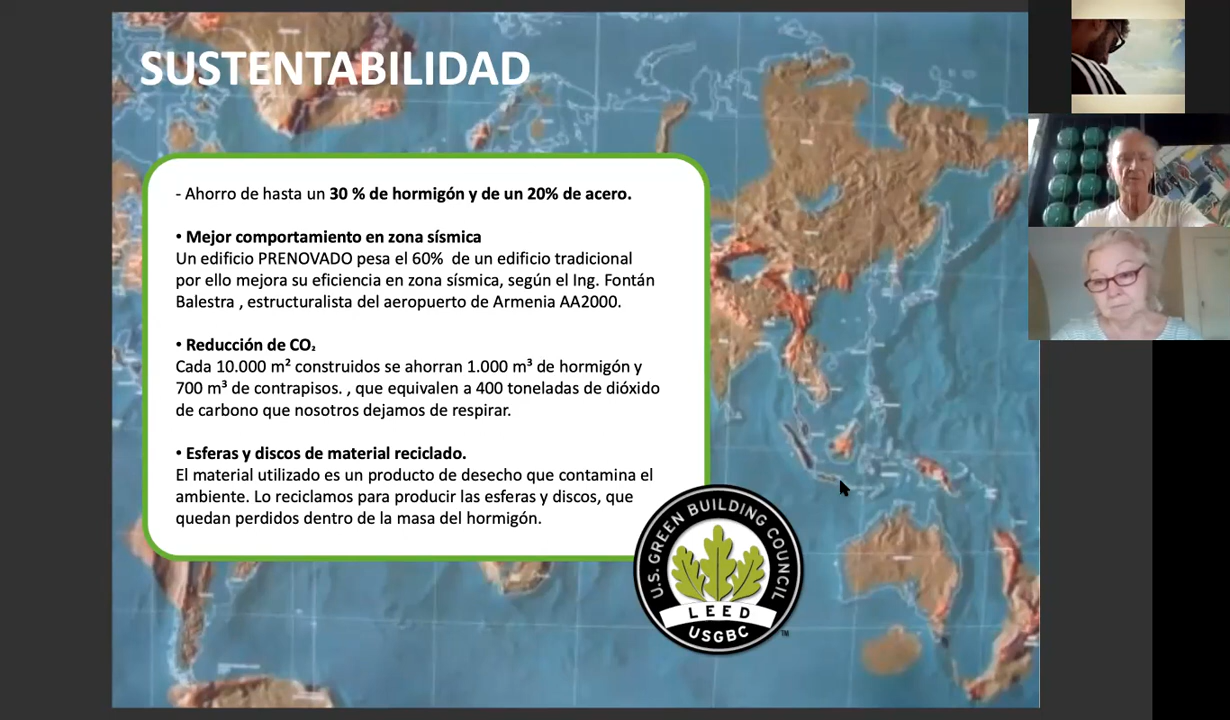 SUSTENTABILIDAD
- Ahorro de hasta un 30 % de hormigón y de un 20% de acero.
• Mejor comportamiento en zona sísmica
Un edificio PRENOVADO pesa el 60% de un edificio tradicional
por ello mejora su eficiencia en zona sísmica, según el Ing. Fontán
Balestra , estructuralista del aeropuerto de Armenia AA2000.
• Reducción de CO₂
Cada 10.000 m² construidos se ahorran 1.000 m³ de hormigón y
700 m³ de contrapisos. , que equivalen a 400 toneladas de dióxido
de carbono que nosotros dejamos de respirar.
• Esferas y discos de material reciclado.
El material utilizado es un producto de desecho que contamina el
ambiente. Lo reciclamos para producir las esferas y discos, que
quedan perdidos dentro de la masa del hormigón.
U.S. GREEN BUILDING COUNCIL
LEED
USGBC
TM